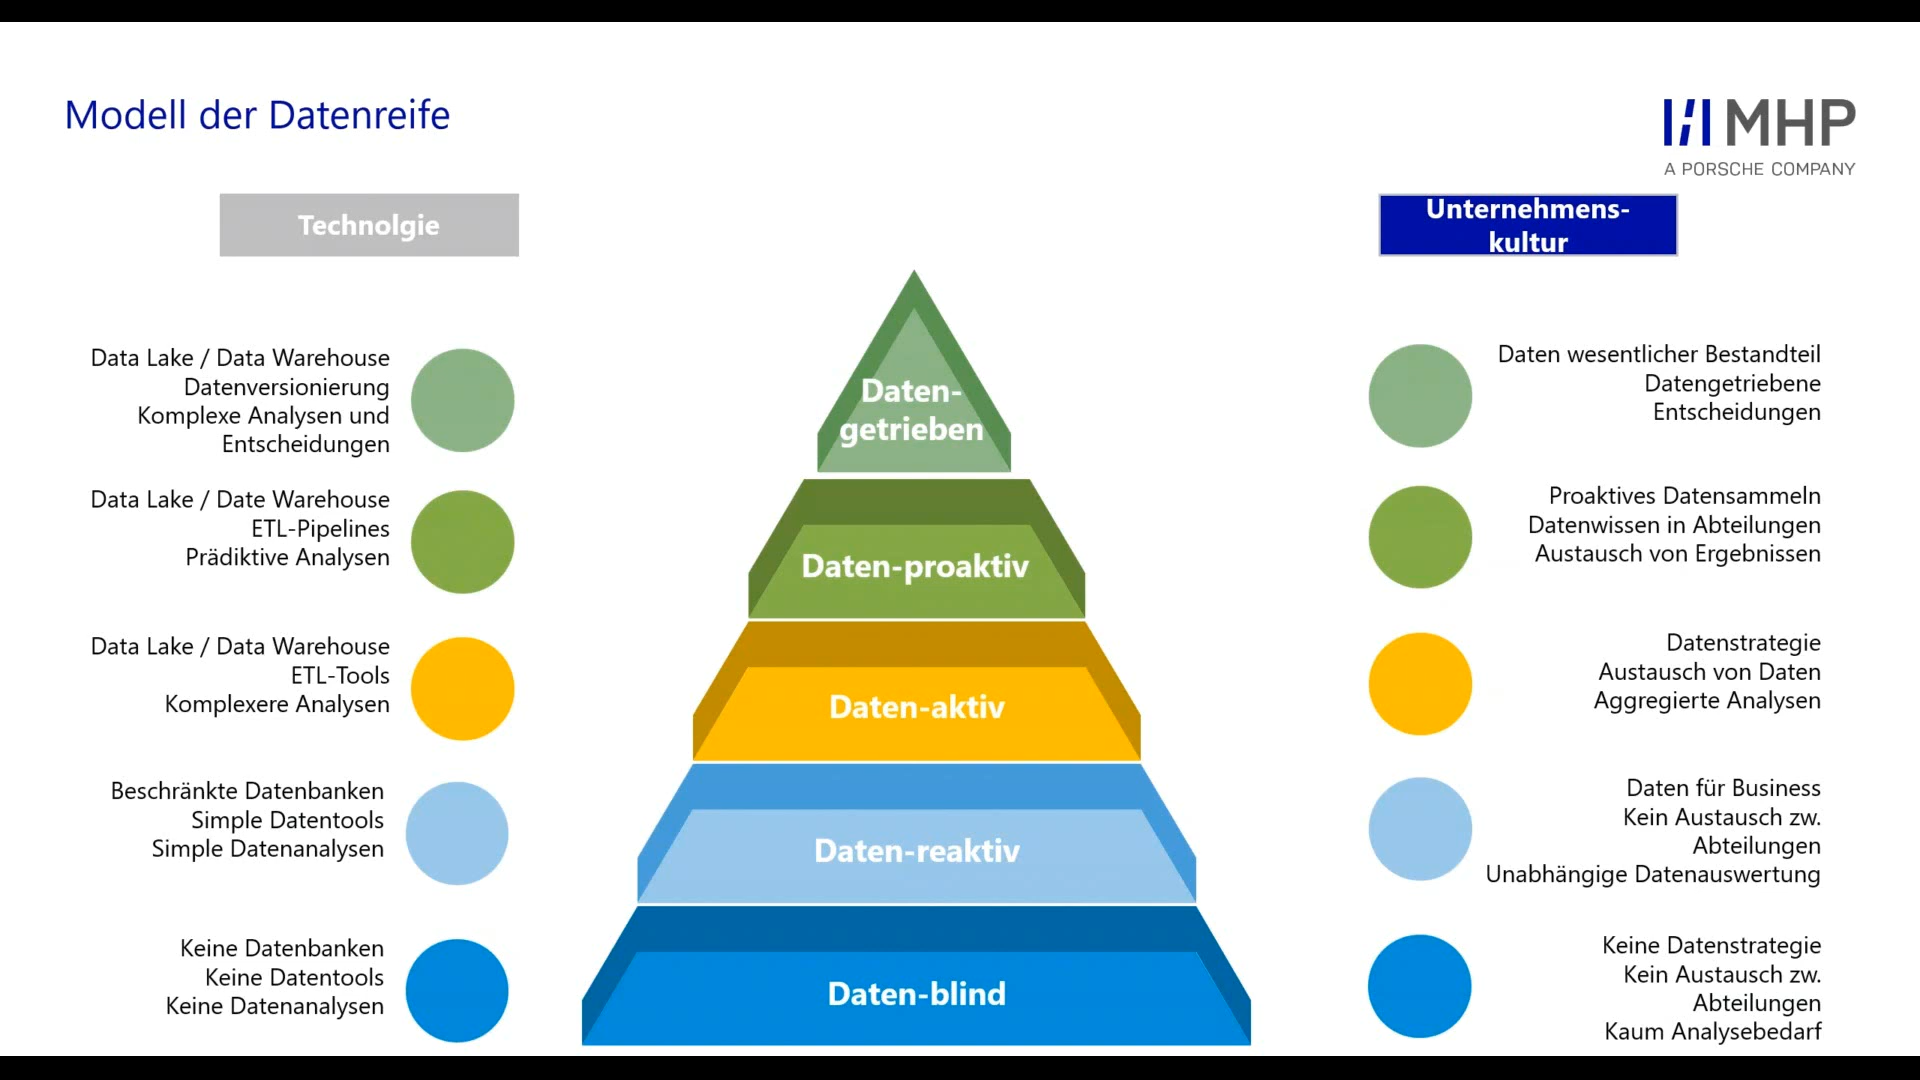 Modell der Datenreife
MHP
A PORSCHE COMPANY
Technolgie
Unternehmens-
kultur
Data Lake / Data Warehouse
Datenversionierung
Komplexe Analysen und
Entscheidungen
Daten-
getrieben
Daten wesentlicher Bestandteil
Datengetriebene
Entscheidungen
Data Lake / Date Warehouse
ETL-Pipelines
Prädiktive Analysen
Daten-proaktiv
Proaktives Datensammeln
Datenwissen in Abteilungen
Austausch von Ergebnissen
Data Lake / Data Warehouse
ETL-Tools
Komplexere Analysen
Daten-aktiv
Datenstrategie
Austausch von Daten
Aggregierte Analysen
Beschränkte Datenbanken
Simple Datentools
Simple Datenanalysen
Daten-reaktiv
Daten für Business
Kein Austausch zw.
Abteilungen
Unabhängige Datenauswertung
Keine Datenbanken
Keine Datentools
Keine Datenanalysen
Daten-blind
Keine Datenstrategie
Kein Austausch zw.
Abteilungen
Kaum Analysebedarf